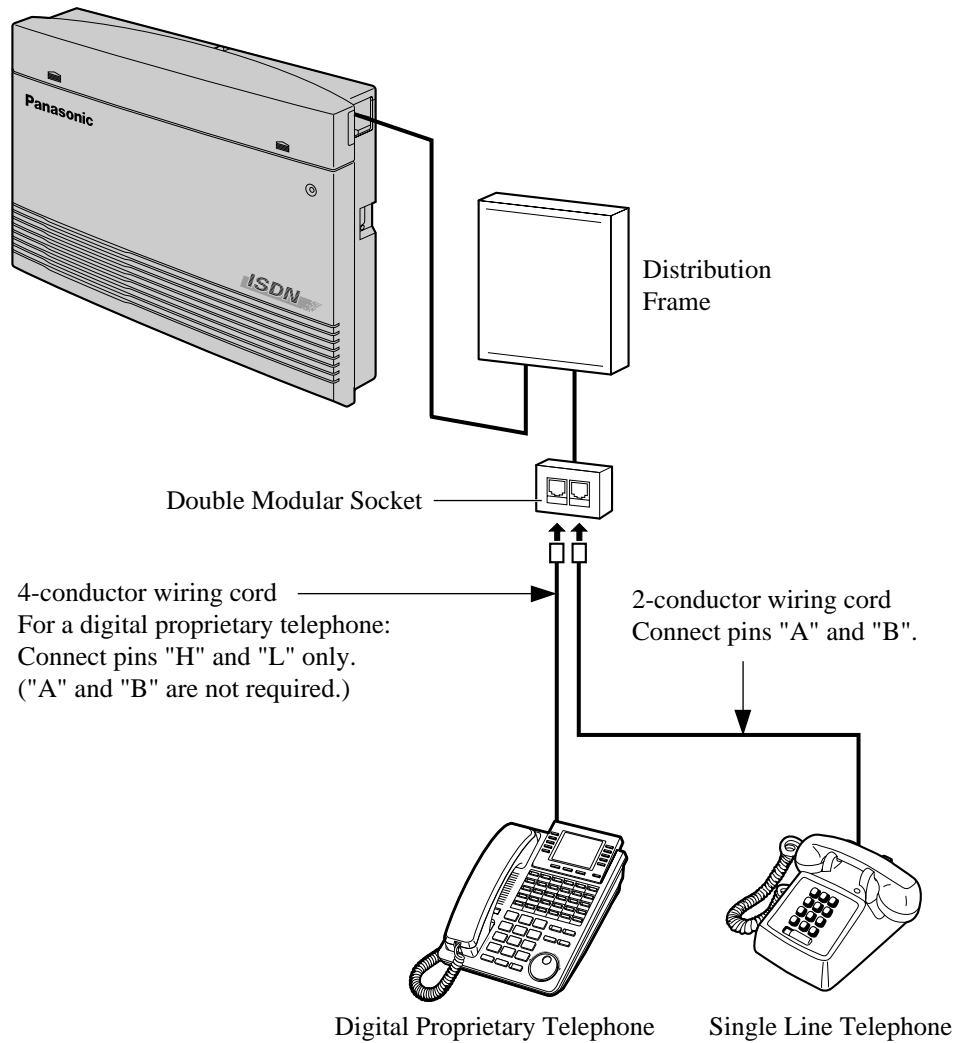 Panasonic
ISDN
Distribution
Frame
Double Modular Socket
4-conductor wiring cord
For a digital proprietary telephone:
Connect pins "H" and "L" only.
("A" and "B" are not required.)
2-conductor wiring cord
Connect pins "A" and "B".
Digital Proprietary Telephone
Single Line Telephone